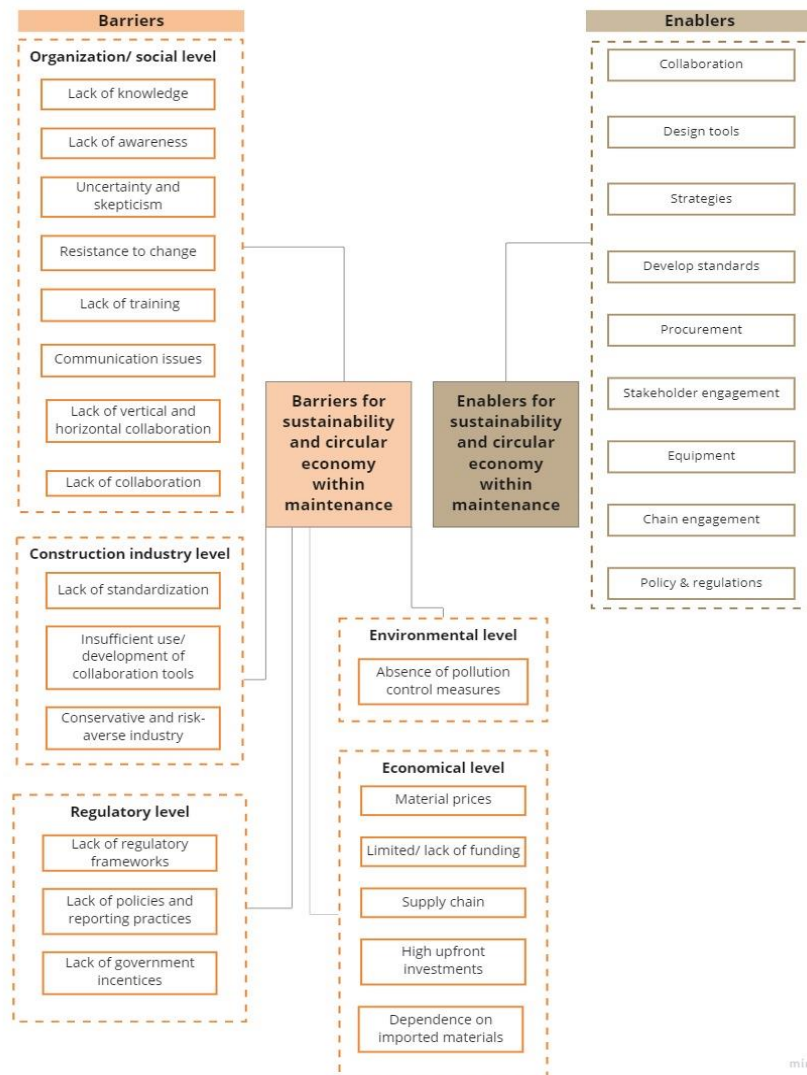 Barriers
Organization/ social level
Lack of knowledge
Lack of awareness
Uncertainty and
skepticism
Resistance to change
Lack of training
Communication issues
Lack of vertical and
horizontal collaboration
Lack of collaboration
Construction industry level
Lack of standardization
Insufficient use/
development of
collaboration tools
Conservative and risk-
averse industry
Regulatory level
Lack of regulatory
frameworks
Lack of policies and
reporting practices
Lack of government
incentices
Barriers for
sustainability
and circular
economy
within
maintenance
Enablers for
sustainability
and circular
economy
within
maintenance
Environmental level
Absence of pollution
control measures
Economical level
Material prices
Limited/ lack of funding
Supply chain
High upfront
investments
Dependence on
imported materials
Enablers
Collaboration
Design tools
Strategies
Develop standards
Procurement
Stakeholder engagement
Equipment
Chain engagement
Policy & regulations